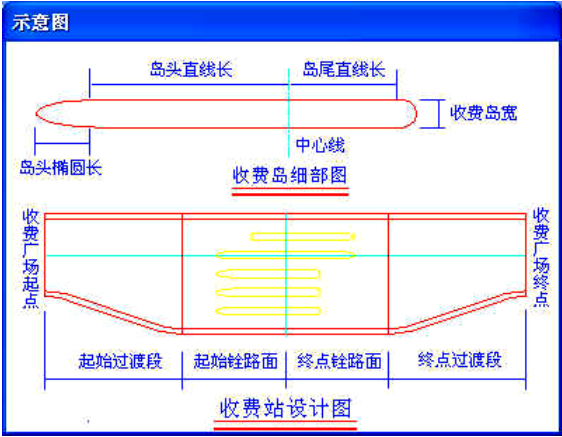 示意图
岛头直线长
岛尾直线长
收费岛宽
中心线
岛头椭圆长
收费岛细部图
收费广场起点
收费广场终点
起始过渡段
起始铨路面
终点铨路面
终点过渡段
收费站设计图